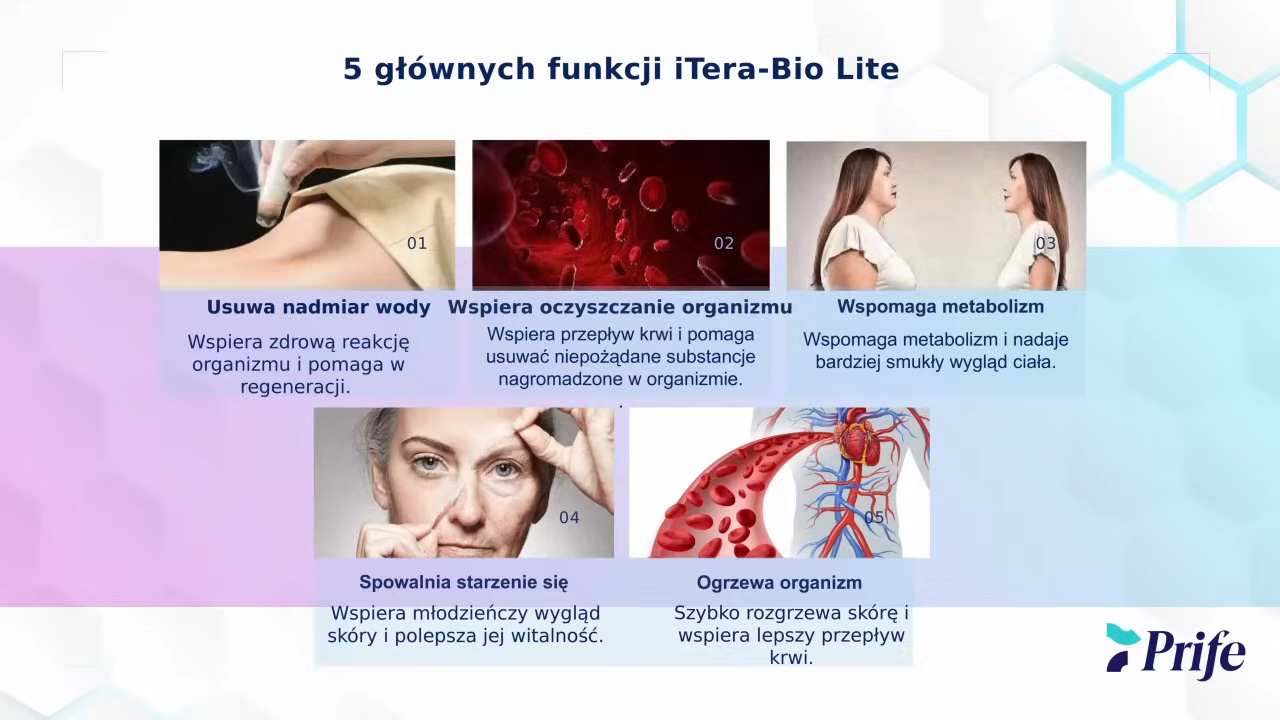 5 głównych funkcji iTera-Bio Lite
01
02
03
Usuwa nadmiar wody
Wspiera zdrową reakcję
organizmu i pomaga w
regeneracji.
Wspiera oczyszczanie organizmu
Wspiera przepływ krwi i pomaga
usuwać niepożądane substancje
nagromadzone w organizmie.
.
Wspomaga metabolizm
Wspomaga metabolizm i nadaje
bardziej smukły wygląd ciała.
04
05
Spowalnia starzenie się
Wspiera młodzieńczy wygląd
skóry i polepsza jej witalność.
Ogrzewa organizm
Szybko rozgrzewa skórę i
wspiera lepszy przepływ
krwi.
Prife